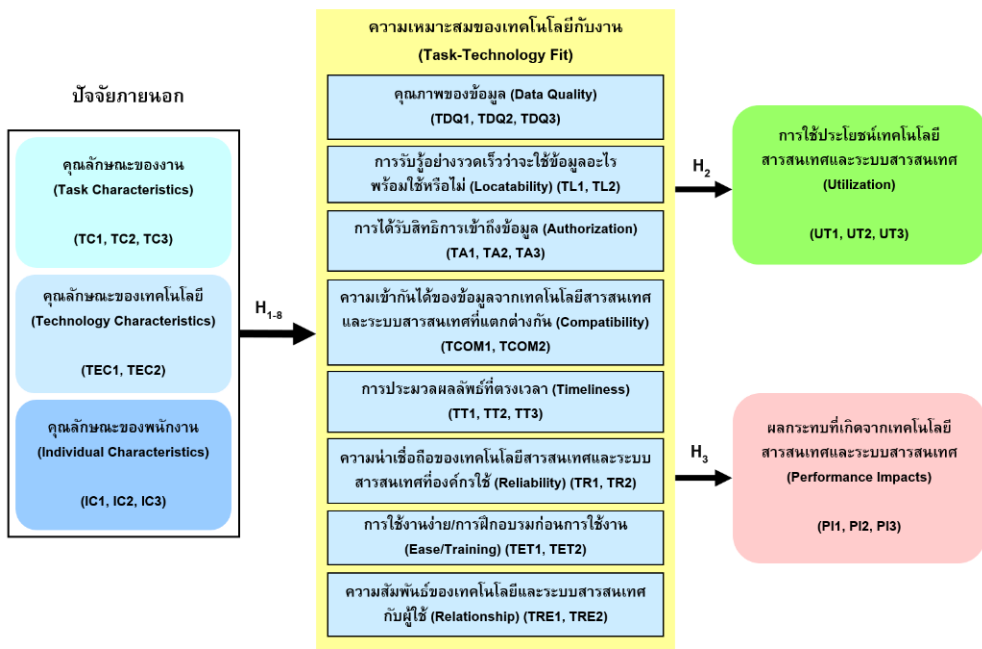 ปัจจัยภายนอก
คุณลักษณะของงาน
(Task Characteristics)
(TC1, TC2, TC3)
คุณลักษณะของเทคโนโลยี
(Technology Characteristics)
(TEC1, TEC2)
คุณลักษณะของพนักงาน
(Individual Characteristics)
(IC1, IC2, IC3)
H1-8
ความเหมาะสมของเทคโนโลยีกับงาน
(Task-Technology Fit)
คุณภาพของข้อมูล (Data Quality)
(TDQ1, TDQ2, TDQ3)
การรับรู้อย่างรวดเร็วว่าจะใช้ข้อมูลอะไร
พร้อมใช้หรือไม่ (Locatability) (TL1, TL2)
การได้รับสิทธิการเข้าถึงข้อมูล (Authorization)
(TA1, TA2, TA3)
ความเข้ากันได้ของข้อมูลจากเทคโนโลยีสารสนเทศ
และระบบสารสนเทศที่แตกต่างกัน (Compatibility)
(TCOM1, TCOM2)
การประมวลผลลัพธ์ที่ตรงเวลา (Timeliness)
(TT1, TT2, TT3)
ความน่าเชื่อถือของเทคโนโลยีสารสนเทศและระบบ
สารสนเทศที่องค์กรใช้ (Reliability) (TR1, TR2)
การใช้งานง่าย/การฝึกอบรมก่อนการใช้งาน
(Ease/Training) (TET1, TET2)
ความสัมพันธ์ของเทคโนโลยีและระบบสารสนเทศ
กับผู้ใช้ (Relationship) (TRE1, TRE2)
H2
การใช้ประโยชน์เทคโนโลยี
สารสนเทศและระบบสารสนเทศ
(Utilization)
(UT1, UT2, UT3)
H3
ผลกระทบที่เกิดจากเทคโนโลยี
สารสนเทศและระบบสารสนเทศ
(Performance Impacts)
(PI1, PI2, PI3)